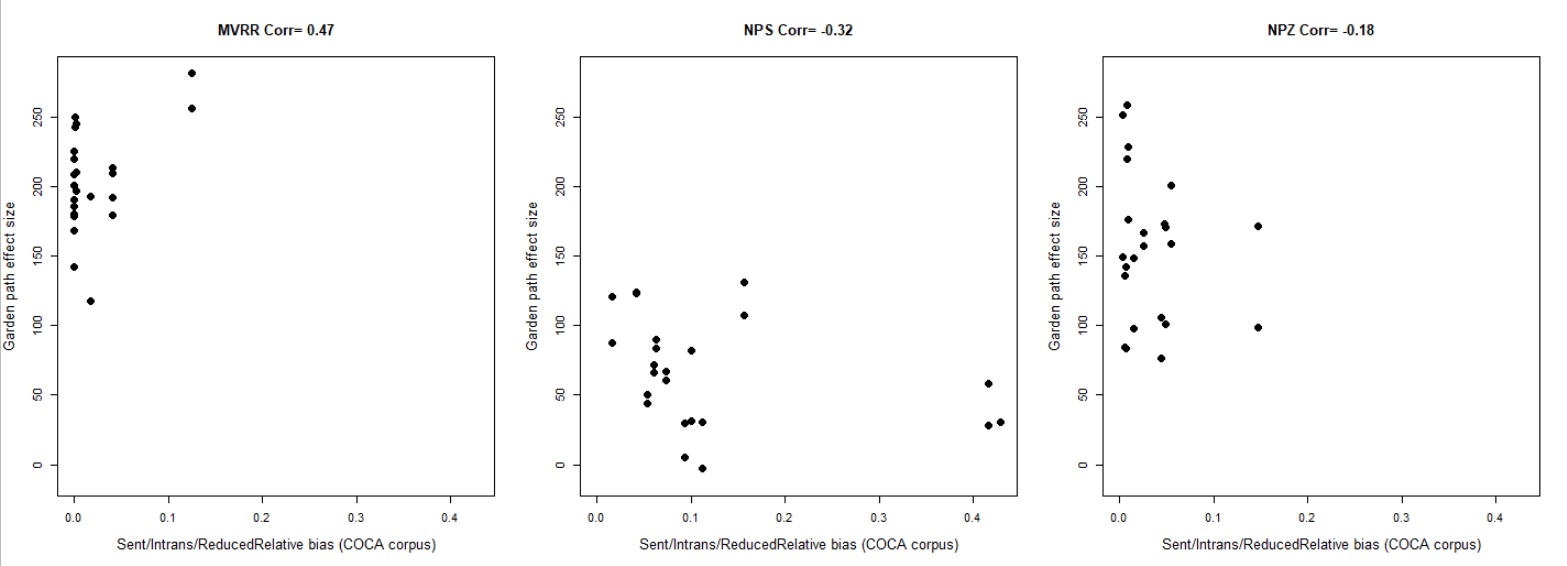 MVRR Corr= 0.47
Garden path effect size
250
200
150
100
50
0
0.0 0.1 0.2 0.3 0.4
Sent/Intrans/ReducedRelative bias (COCA corpus)
NPS Corr= -0.32
Garden path effect size
250
200
150
100
50
0
0.0 0.1 0.2 0.3 0.4
Sent/Intrans/ReducedRelative bias (COCA corpus)
NPZ Corr= -0.18
Garden path effect size
250
200
150
100
50
0
0.0 0.1 0.2 0.3 0.4
Sent/Intrans/ReducedRelative bias (COCA corpus)